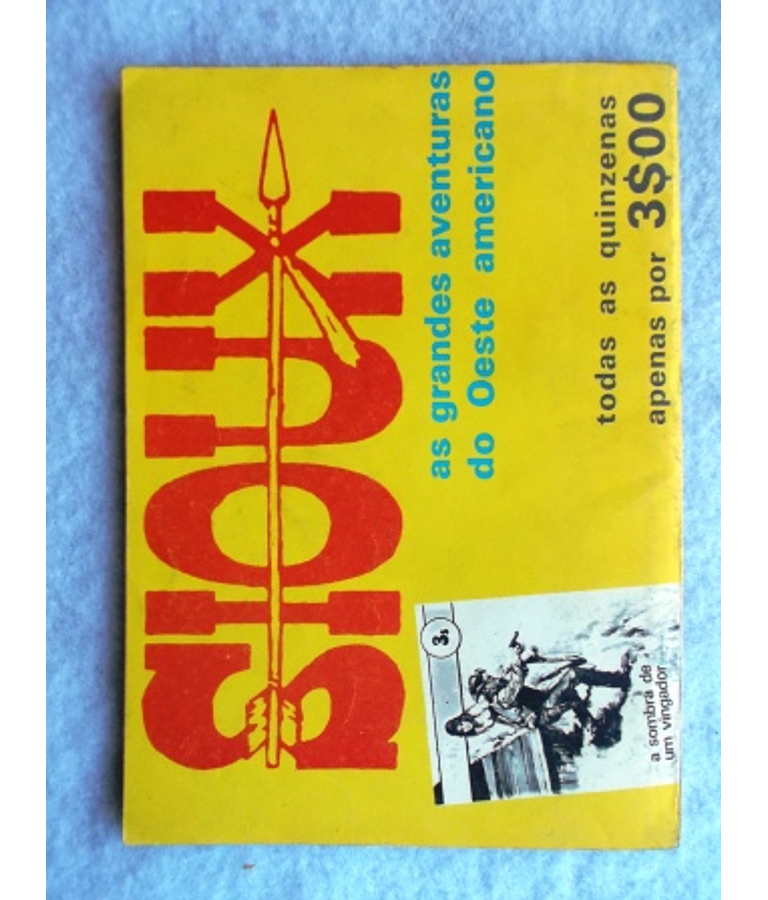 SIOUX
as grandes aventuras
do Oeste americano
todas as quinzenas
apenas por 3$00
3$
a sombra de
um vingador